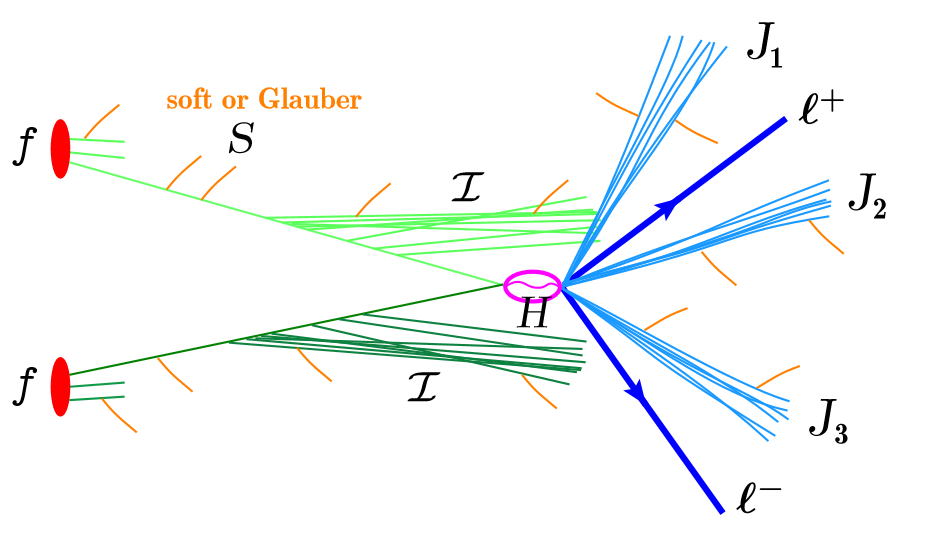 J₁
ℓ⁺
soft or Glauber
f
S
ℐ
J₂
H
f
ℐ
J₃
ℓ⁻